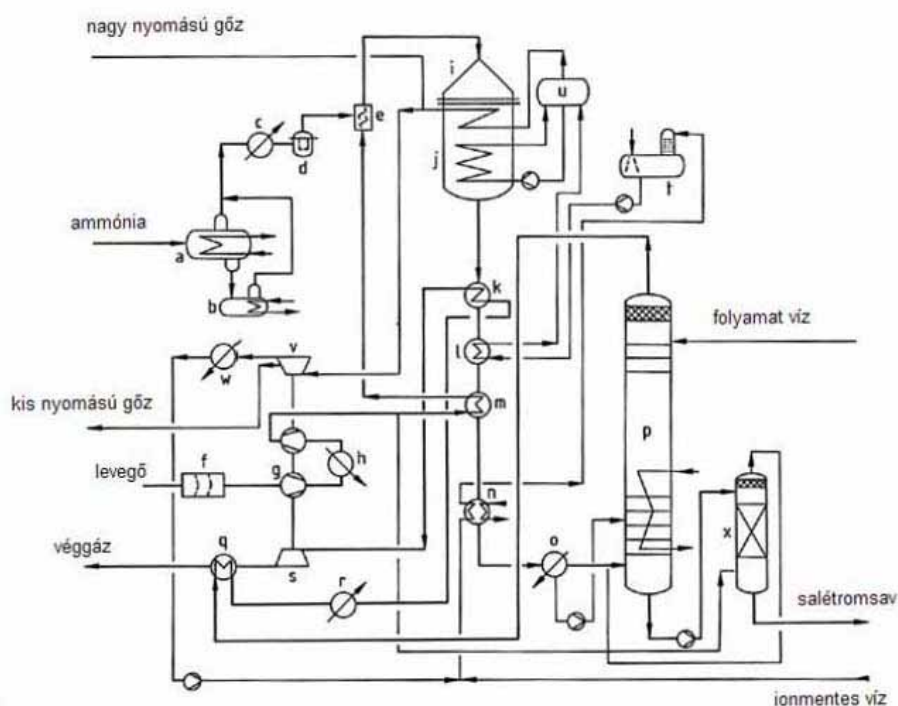 nagy nyomású gőz
i
u
e
c
d
j
t
ammónia
a
b
k
folyamat víz
v
l
w
m
kis nyomású gőz
p
levegő
f
h
g
n
véggáz
q
o
x
s
r
salétromsav
ionmentes víz